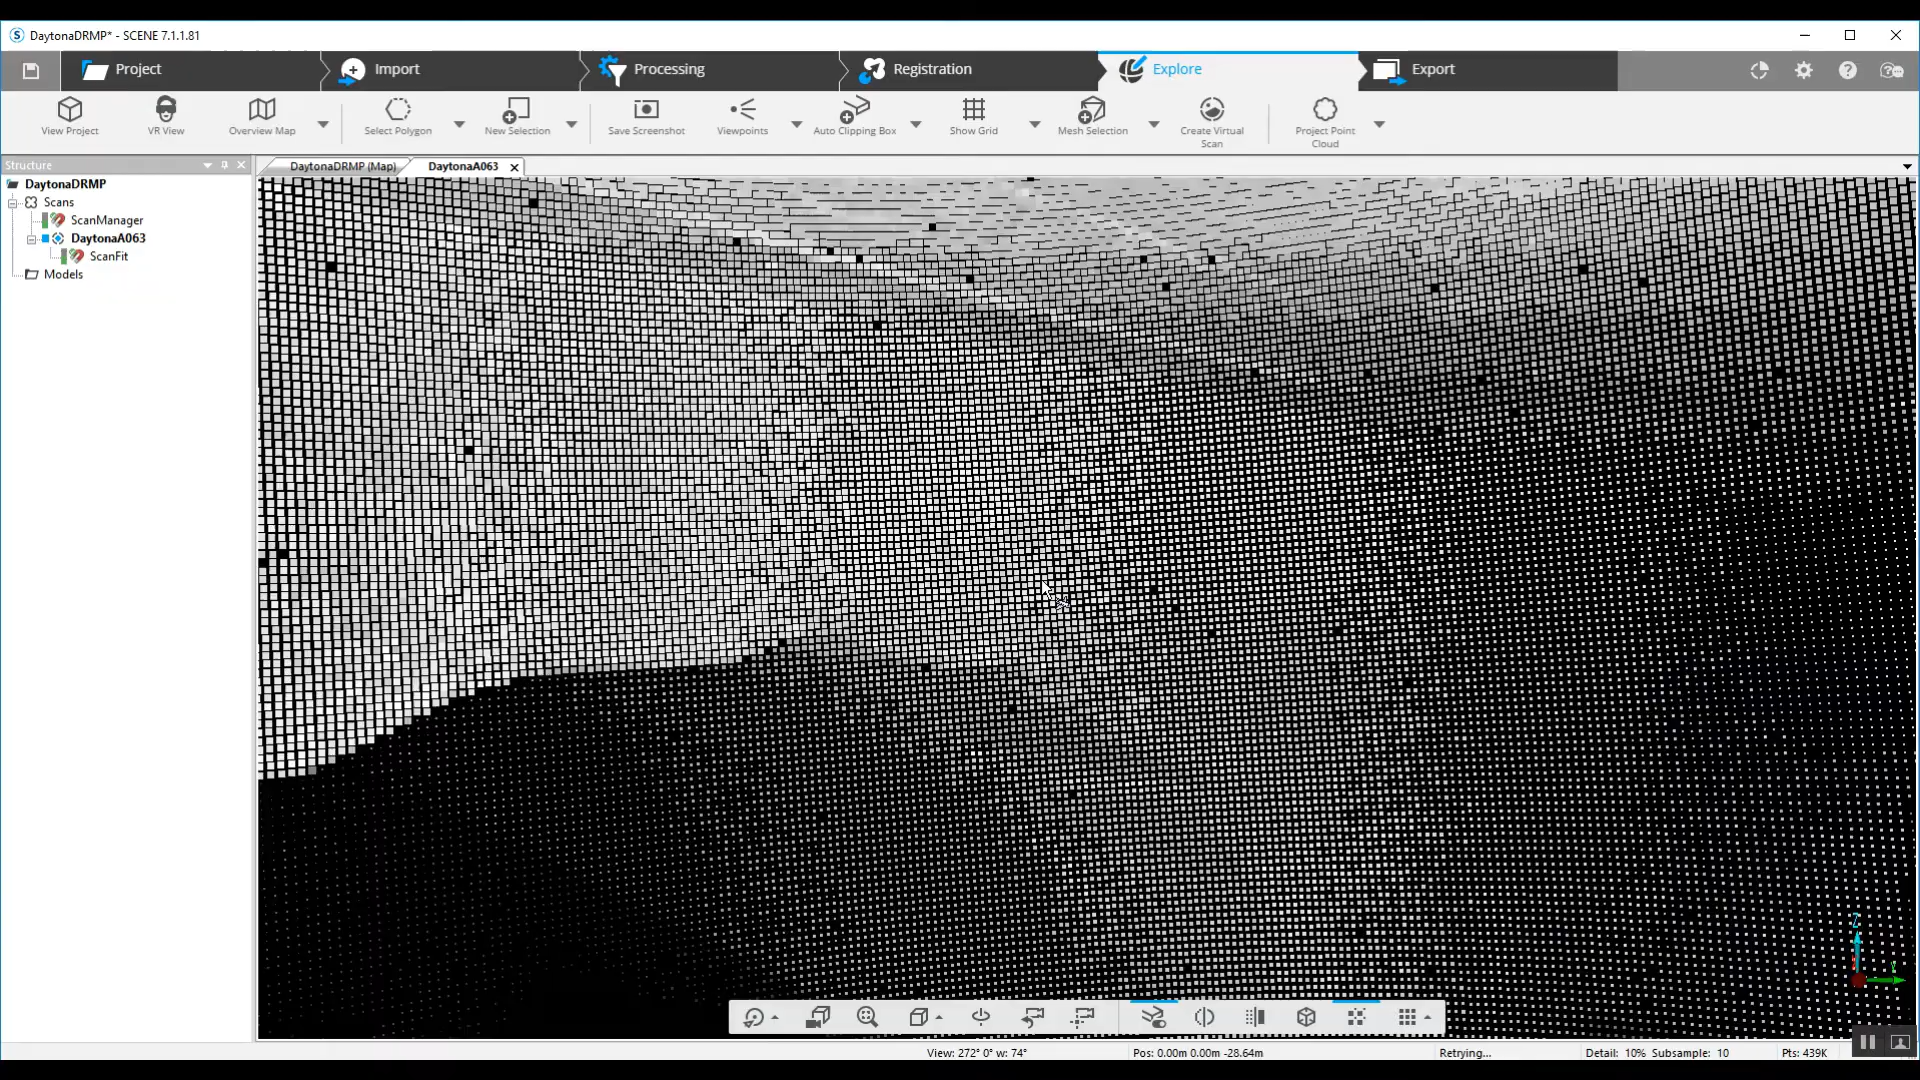 DaytonaDRMP* - SCENE 7.1.1.81
Project
Import
Processing
Registration
Explore
Export
View Project
VR View
Overview Map
Select Polygon
New Selection
Save Screenshot
Viewpoints
Auto Clipping Box
Show Grid
Mesh Selection
Create Virtual
Scan
Project Point
Cloud
Structure
DaytonaDRMP (Map)
DaytonaA063
DaytonaDRMP
Scans
ScanManager
DaytonaA063
ScanFit
Models
Z
Y
View: 272° 0° w: 74°
Pos: 0.00m 0.00m -28.64m
Retrying...
Detail: 10% Subsample: 10
Pts: 439K